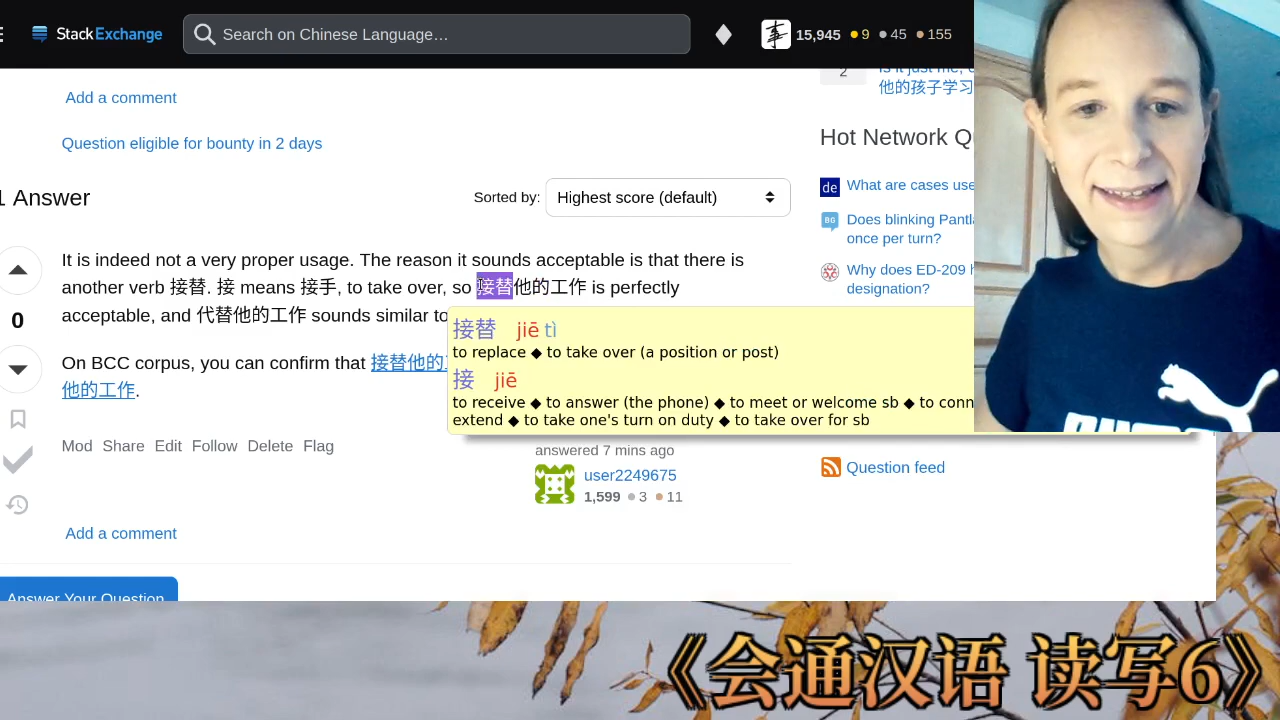 StackExchange
Search on Chinese Language…
事 15,945 9 45 155
Add a comment
2
他的孩子学习
Question eligible for bounty in 2 days
Hot Network Q
1 Answer
Sorted by:
Highest score (default)
de What are cases use
BG Does blinking Pantl
once per turn?
Why does ED-209 h
designation?
It is indeed not a very proper usage. The reason it sounds acceptable is that there is
another verb 接替. 接 means 接手, to take over, so 接替他的工作 is perfectly
acceptable, and 代替他的工作 sounds similar to
0
On BCC corpus, you can confirm that 接替他的
他的工作.
接替 jiē tì
to replace ◆ to take over (a position or post)
接 jiē
to receive ◆ to answer (the phone) ◆ to meet or welcome sb ◆ to conn
extend ◆ to take one's turn on duty ◆ to take over for sb
Mod Share Edit Follow Delete Flag
answered 7 mins ago
user2249675
1,599 3 11
Question feed
Add a comment
Answer Your Question
《会通汉语 读写6》